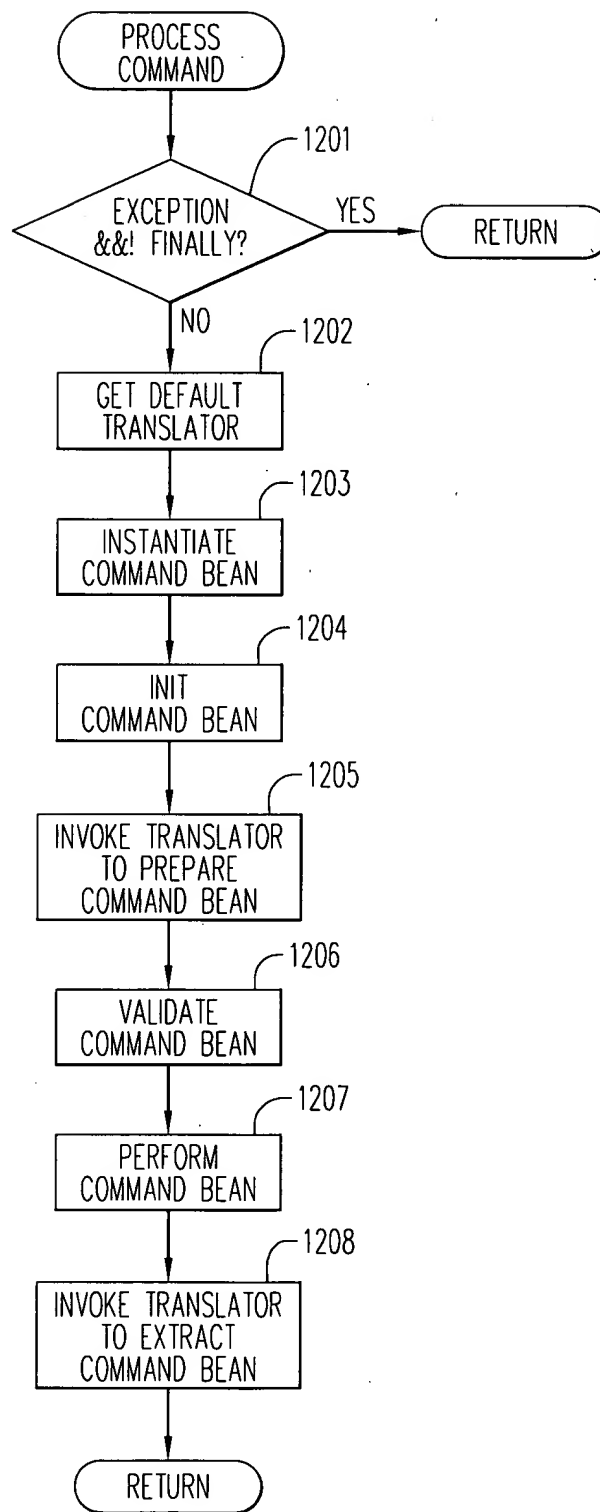 PROCESS
COMMAND
1201
EXCEPTION
&&! FINALLY?
YES
RETURN
NO
1202
GET DEFAULT
TRANSLATOR
1203
INSTANTIATE
COMMAND BEAN
1204
INIT
COMMAND BEAN
1205
INVOKE TRANSLATOR
TO PREPARE
COMMAND BEAN
1206
VALIDATE
COMMAND BEAN
1207
PERFORM
COMMAND BEAN
1208
INVOKE TRANSLATOR
TO EXTRACT
COMMAND BEAN
RETURN